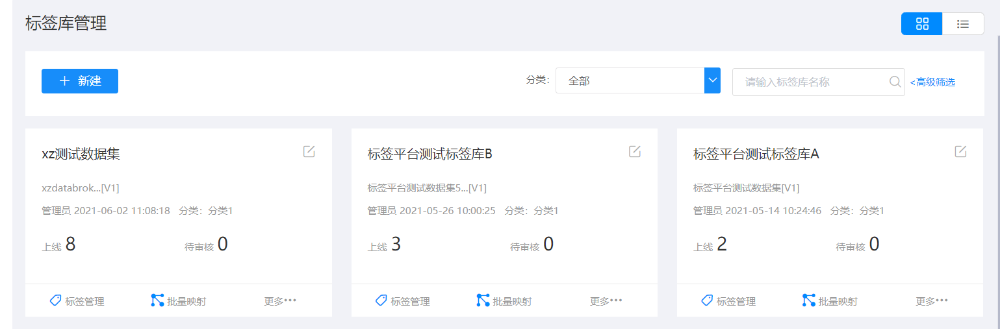 标签库管理
新建
分类： 全部 请输入标签库名称 <高级筛选
xz测试数据集
xzdatabrok...[V1]
管理员 2021-06-02 11:08:18 分类：分类1
上线 8 待审核 0
标签管理 批量映射 更多•••
标签平台测试标签库B
标签平台测试数据集5...[V1]
管理员 2021-05-26 10:00:25 分类：分类1
上线 3 待审核 0
标签管理 批量映射 更多•••
标签平台测试标签库A
标签平台测试数据集[V1]
管理员 2021-05-14 10:24:46 分类：分类1
上线 2 待审核 0
标签管理 批量映射 更多•••